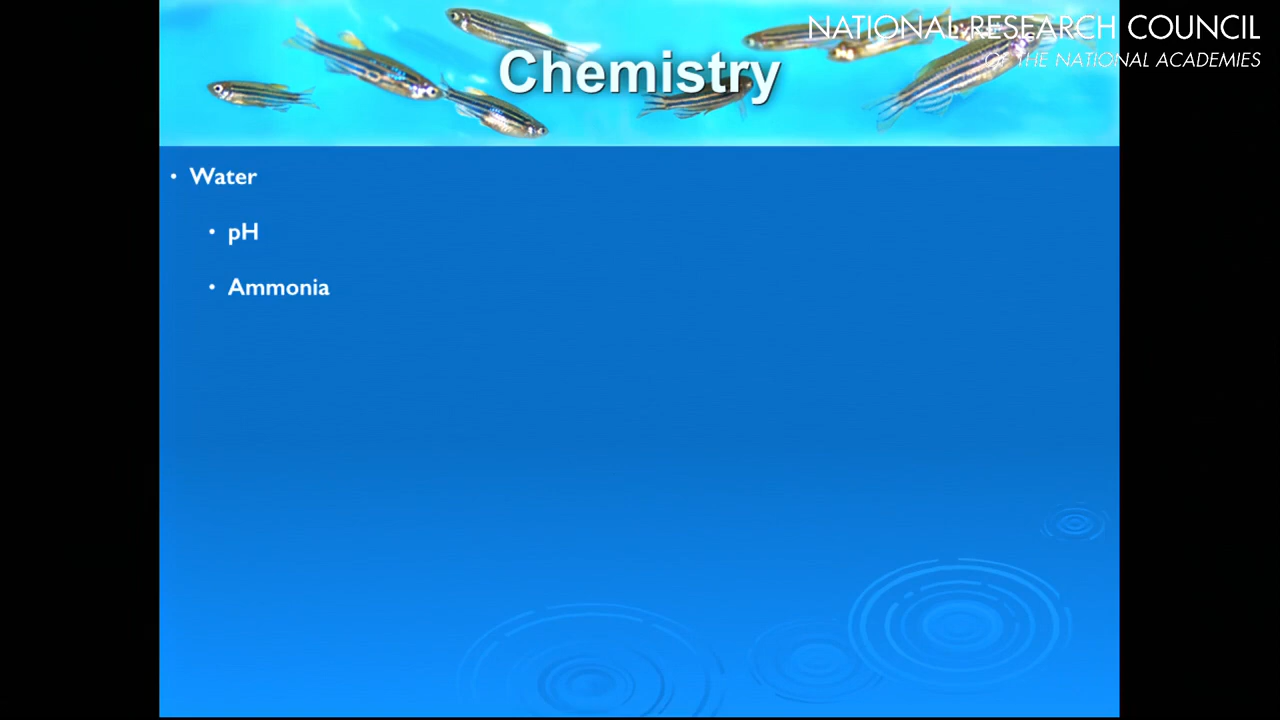 NATIONAL RESEARCH COUNCIL
OF THE NATIONAL ACADEMIES
Chemistry
• Water
• pH
• Ammonia